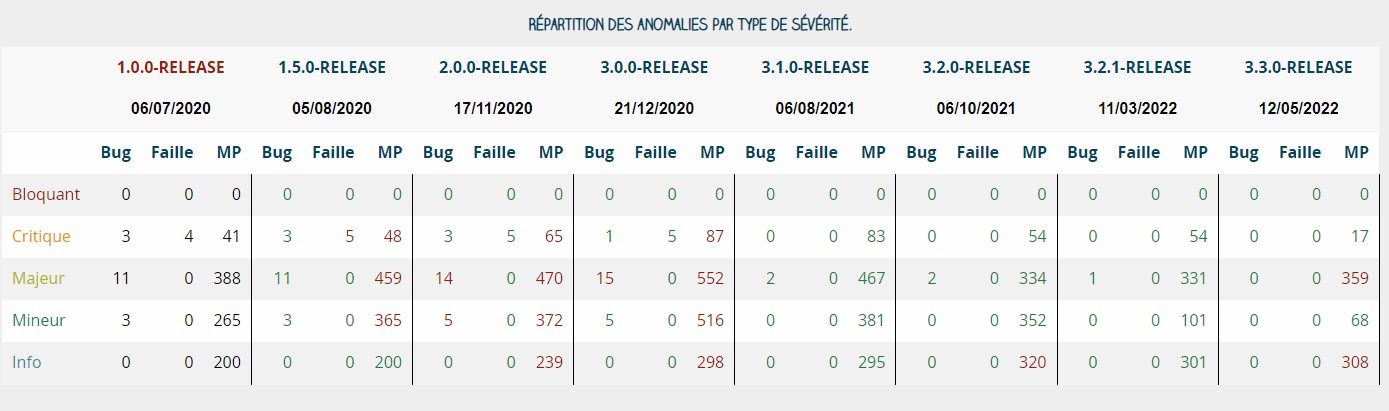 RÉPARTITION DES ANOMALIES PAR TYPE DE SÉVÉRITÉ.
1.0.0-RELEASE 1.5.0-RELEASE 2.0.0-RELEASE 3.0.0-RELEASE 3.1.0-RELEASE 3.2.0-RELEASE 3.2.1-RELEASE 3.3.0-RELEASE
06/07/2020 05/08/2020 17/11/2020 21/12/2020 06/08/2021 06/10/2021 11/03/2022 12/05/2022
Bug Faille MP Bug Faille MP Bug Faille MP Bug Faille MP Bug Faille MP Bug Faille MP Bug Faille MP Bug Faille MP
Bloquant 0 0 0 0 0 0 0 0 0 0 0 0 0 0 0 0 0 0 0 0 0 0 0 0
Critique 3 4 41 3 5 48 3 5 65 1 5 87 0 0 83 0 0 54 0 0 54 0 0 17
Majeur 11 0 388 11 0 459 14 0 470 15 0 552 2 0 467 2 0 334 1 0 331 0 0 359
Mineur 3 0 265 3 0 365 5 0 372 5 0 516 0 0 381 0 0 352 0 0 101 0 0 68
Info 0 0 200 0 0 200 0 0 239 0 0 298 0 0 295 0 0 320 0 0 301 0 0 308